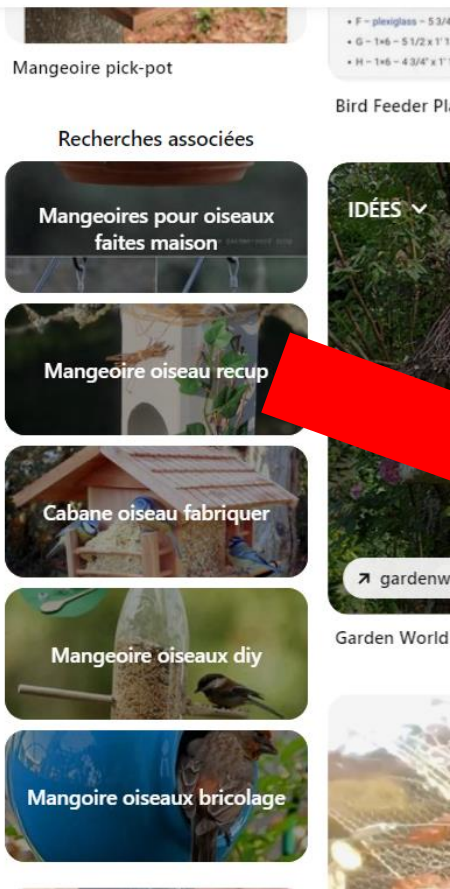 Mangeoire pick-pot
Recherches associées
Mangeoires pour oiseaux
faites maison
Mangeoire oiseau recup
Cabane oiseau fabriquer
Mangeoire oiseaux diy
Mangoire oiseaux bricolage
• F – plexiglass – 5 3/4
• G – 1×6 – 5 1/2 x 1' 1
• H – 1×6 – 4 3/4" x 1'
Bird Feeder Pla
IDÉES
gardenw
Garden World